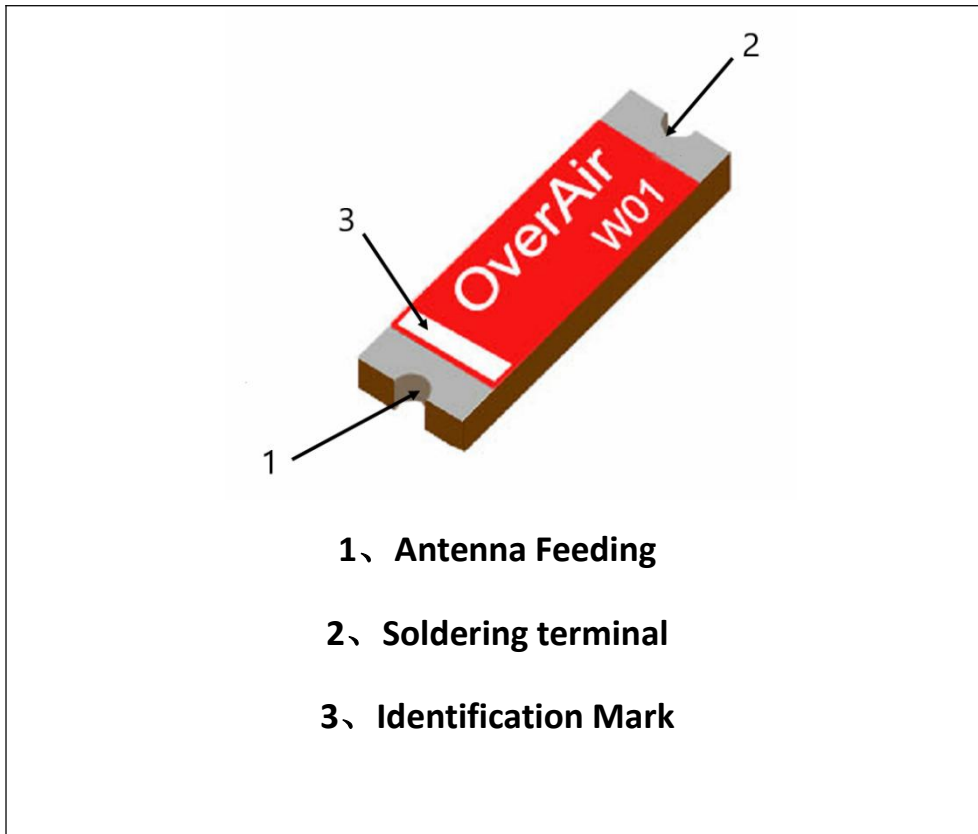 2
3
OverAir
W01
1
1、Antenna Feeding
2、Soldering terminal
3、Identification Mark